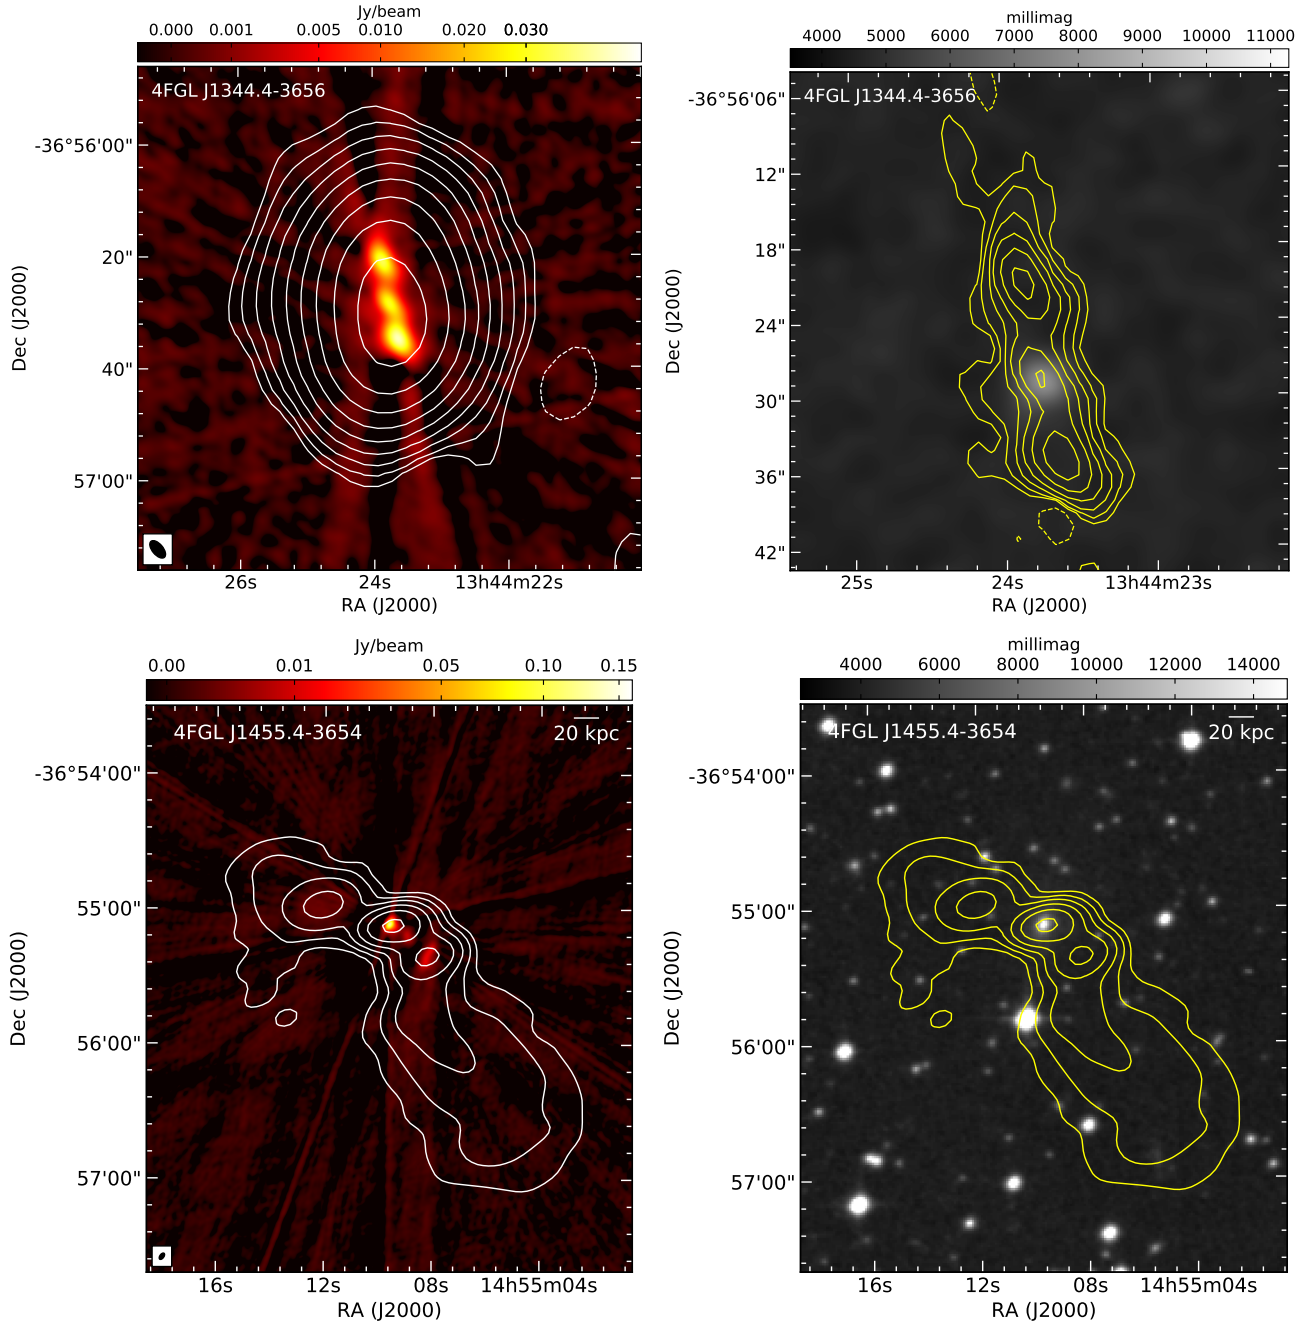 Jy/beam
0.000 0.001 0.005 0.010 0.020 0.030
4FGL J1344.4-3656
-36°56'00"
20"
40"
57'00"
Dec (J2000)
26s 24s 13h44m22s
RA (J2000)
millimag
4000 5000 6000 7000 8000 9000 10000 11000
4FGL J1344.4-3656
-36°56'06"
12"
18"
24"
30"
36"
42"
Dec (J2000)
25s 24s 13h44m23s
RA (J2000)
Jy/beam
0.00 0.01 0.05 0.10 0.15
4FGL J1455.4-3654
20 kpc
-36°54'00"
55'00"
56'00"
57'00"
Dec (J2000)
16s 12s 08s 14h55m04s
RA (J2000)
millimag
4000 6000 8000 10000 12000 14000
4FGL J1455.4-3654
20 kpc
-36°54'00"
55'00"
56'00"
57'00"
Dec (J2000)
16s 12s 08s 14h55m04s
RA (J2000)